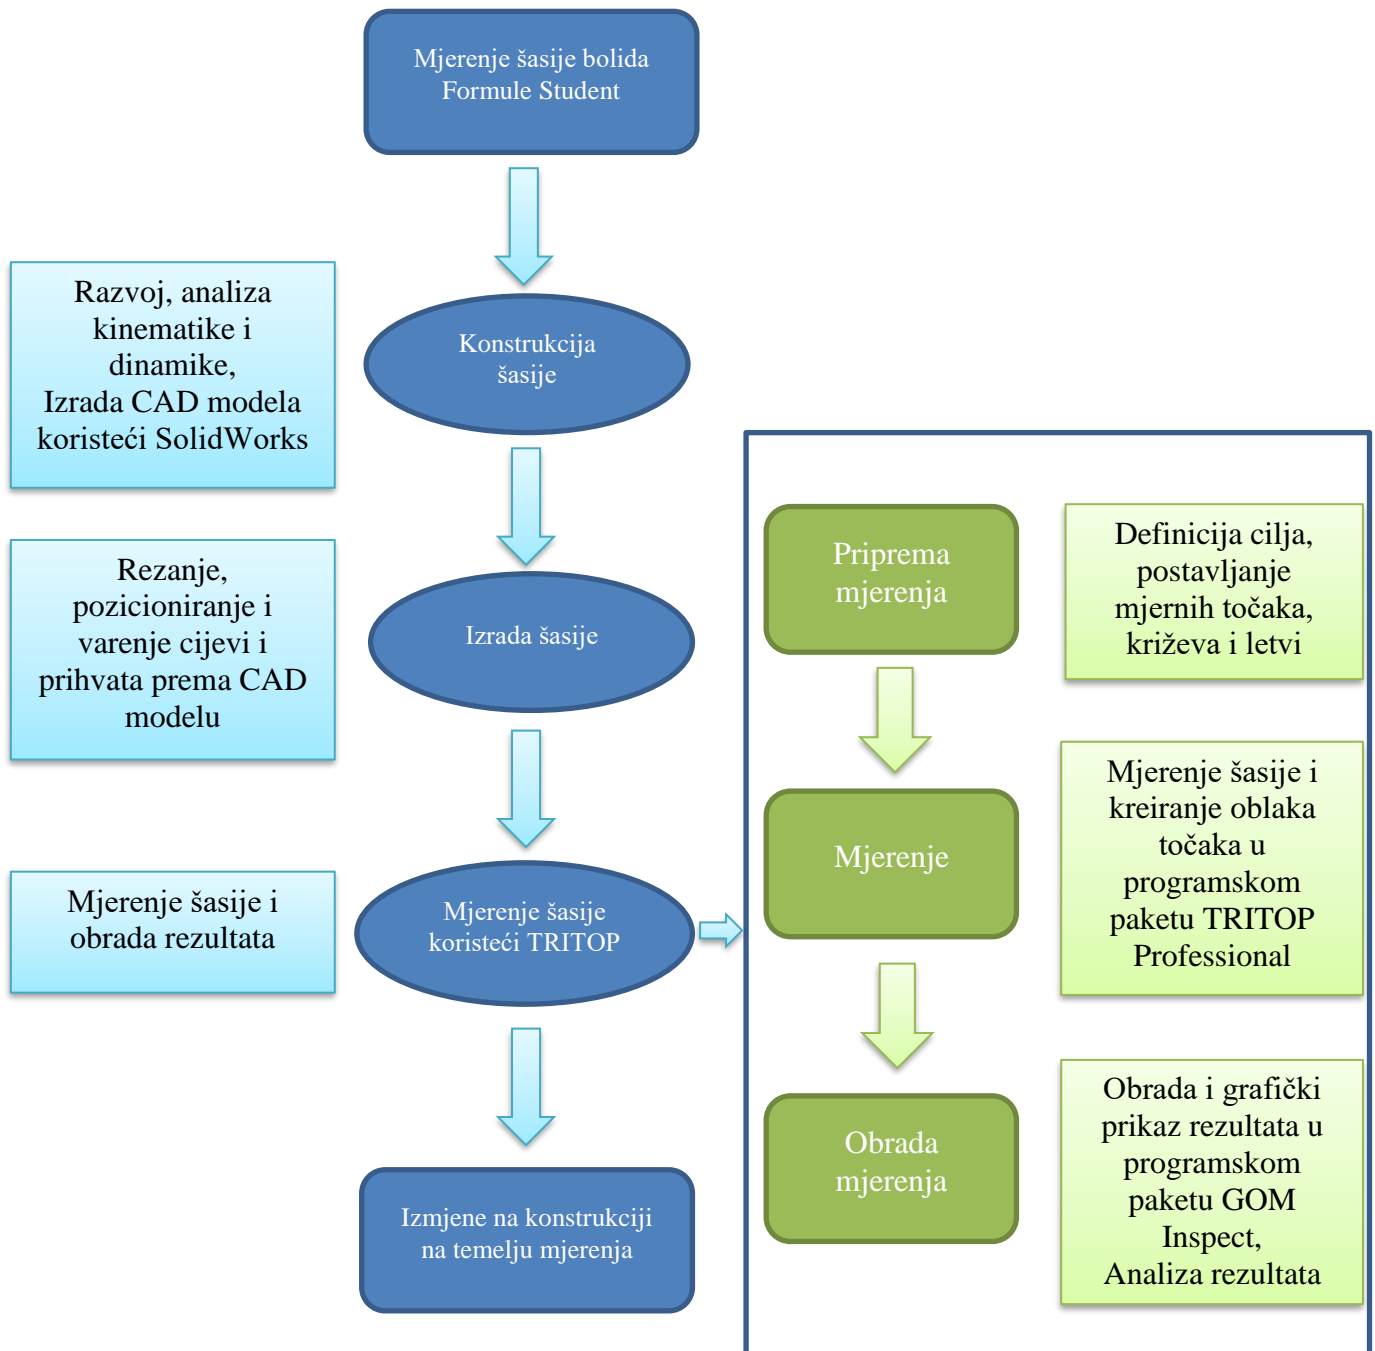 Mjerenje šasije bolida
Formule Student
Razvoj, analiza
kinematike i
dinamike,
Izrada CAD modela
koristeći SolidWorks
Konstrukcija
šasije
Rezanje,
pozicioniranje i
varenje cijevi i
prihvata prema CAD
modelu
Izrada šasije
Mjerenje šasije i
obrada rezultata
Mjerenje šasije
koristeći TRITOP
Izmjene na konstrukciji
na temelju mjerenja
Priprema
mjerenja
Definicija cilja,
postavljanje
mjernih točaka,
križeva i letvi
Mjerenje
Mjerenje šasije i
kreiranje oblaka
točaka u
programskom
paketu TRITOP
Professional
Obrada
mjerenja
Obrada i grafički
prikaz rezultata u
programskom
paketu GOM
Inspect,
Analiza rezultata